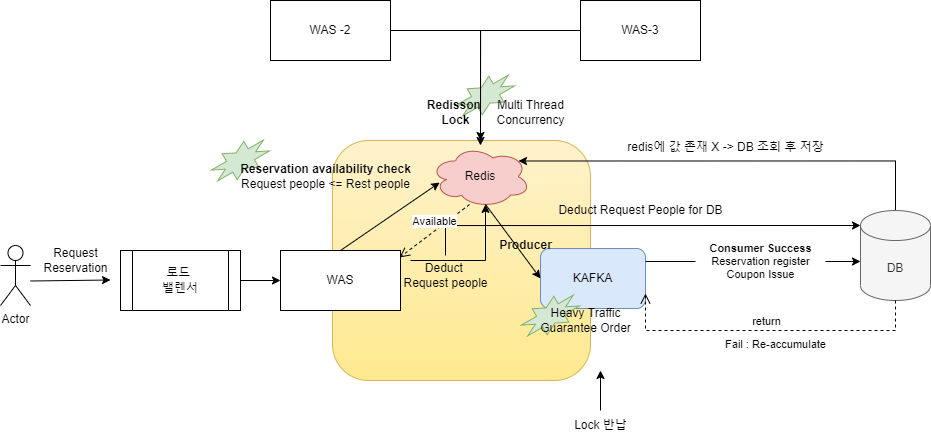 WAS -2
WAS-3
Redisson
Lock
Multi Thread
Concurrency
redis에 값 존재 X -> DB 조회 후 저장
Reservation availability check
Request people <= Rest people
Redis
Available
Deduct Request People for DB
Request
Reservation
Actor
로드
밸런서
WAS
Deduct
Request people
Producer
KAFKA
Heavy Traffic
Guarantee Order
Consumer Success
Reservation register
Coupon Issue
DB
return
Fail : Re-accumulate
Lock 반납